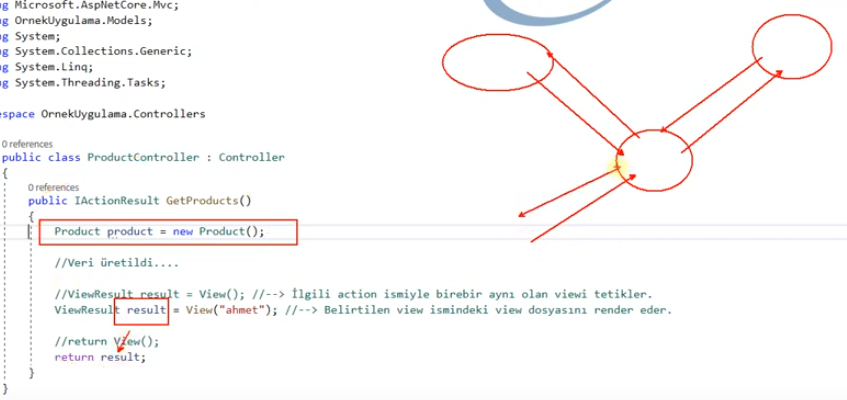 ng Microsoft.AspNetCore.Mvc;
ng OrnekUygulama.Models;
ng System;
ng System.Collections.Generic;
ng System.Linq;
ng System.Threading.Tasks;
espace OrnekUygulama.Controllers
0 references
public class ProductController : Controller
{
0 references
public IActionResult GetProducts()
{
Product product = new Product();
//Veri üretildi....
//ViewResult result = View(); //--> İlgili action ismiyle birebir aynı olan viewi tetikler.
ViewResult result = View("ahmet"); //--> Belirtilen view ismindeki view dosyasını render eder.
//return View();
return result;
}
}